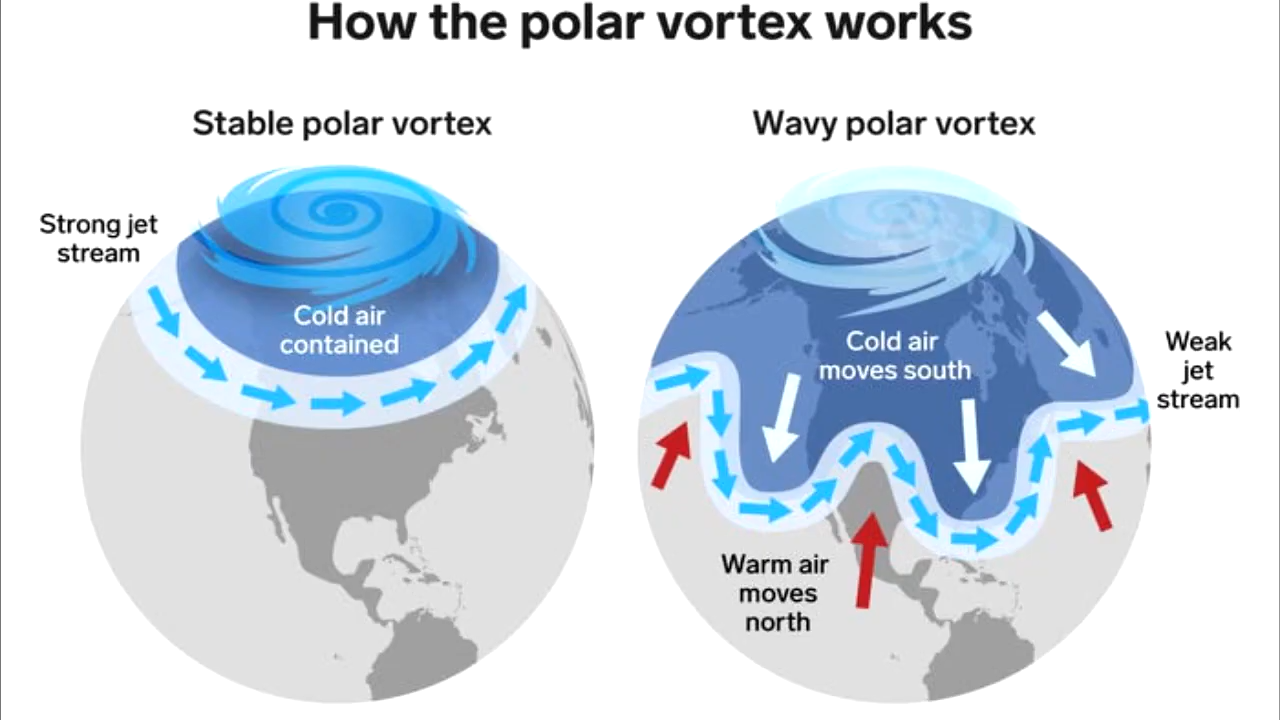 How the polar vortex works
Stable polar vortex
Strong jet
stream
Cold air
contained
Wavy polar vortex
Cold air
moves south
Weak
jet
stream
Warm air
moves
north